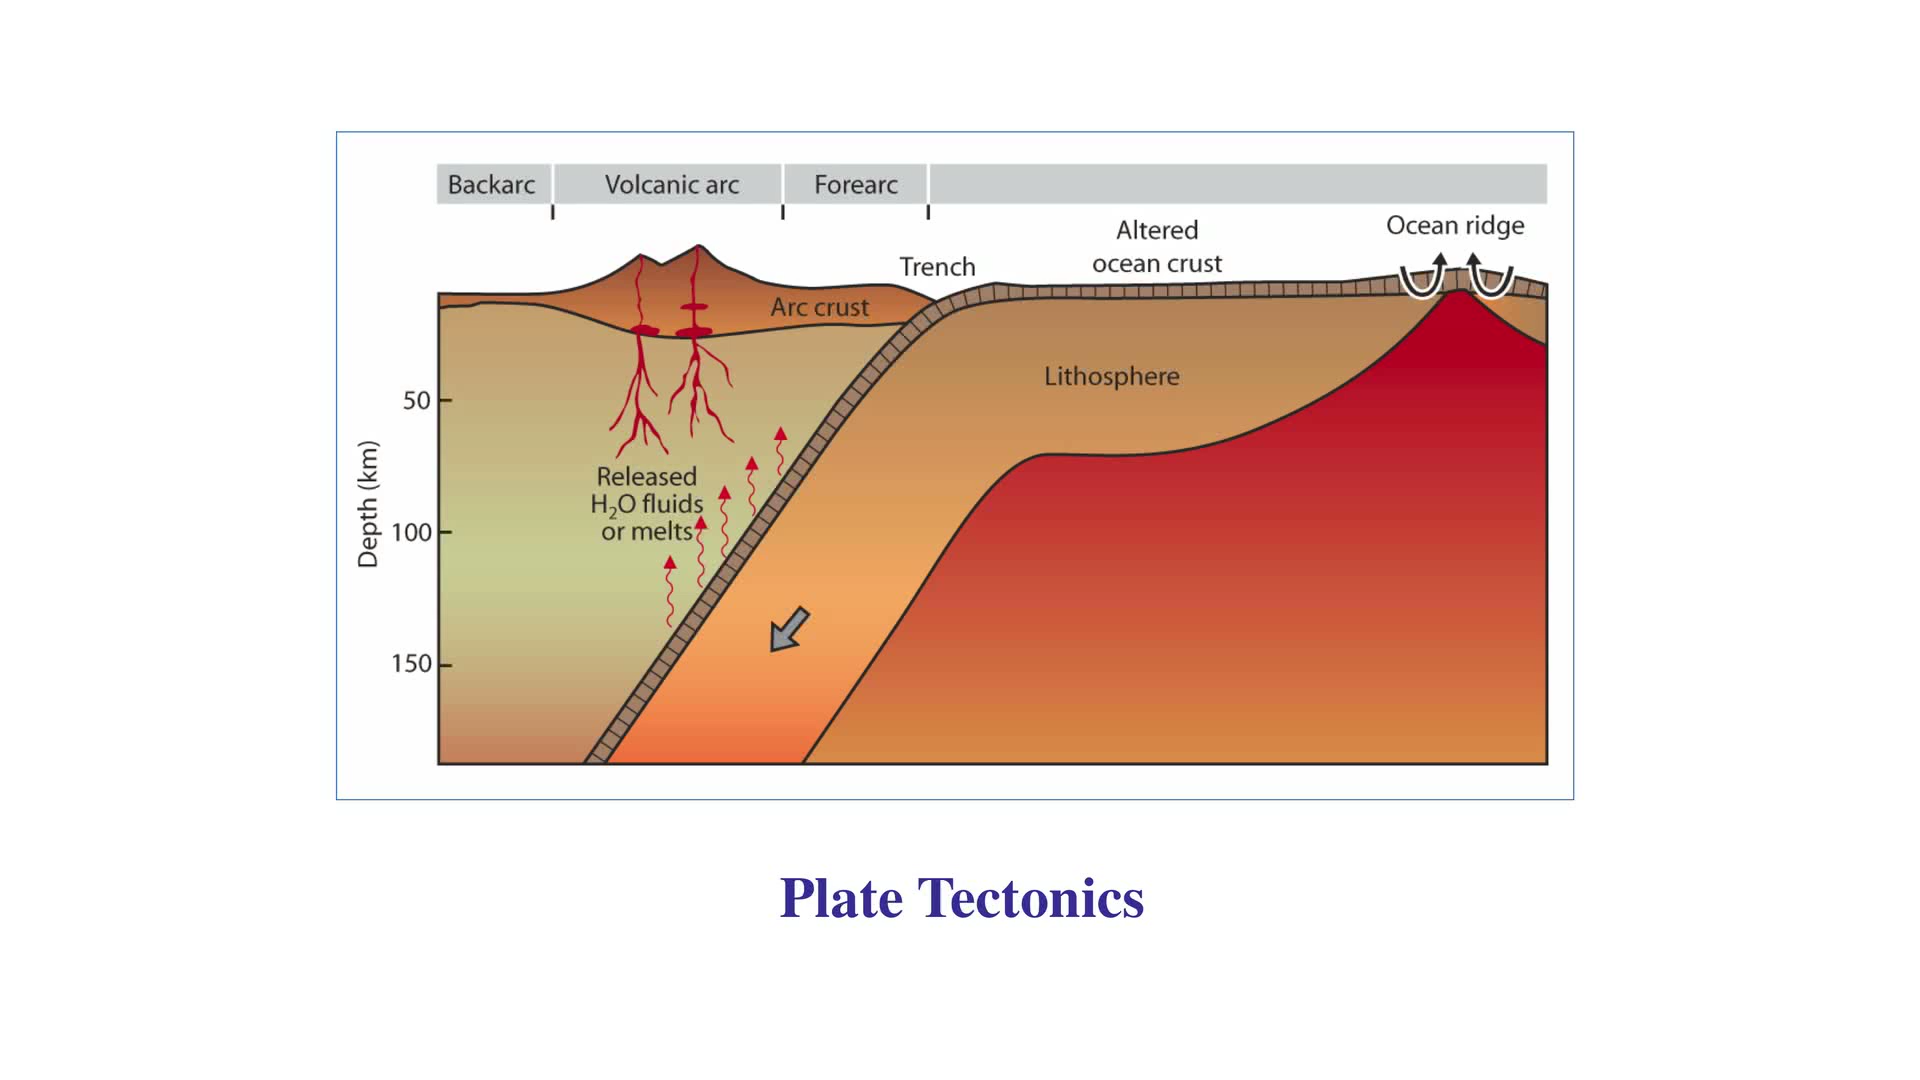 Backarc
Volcanic arc
Forearc
Altered
ocean crust
Ocean ridge
Trench
Arc crust
Lithosphere
Released
H₂O fluids
or melts
Depth (km)
50
100
150
Plate Tectonics